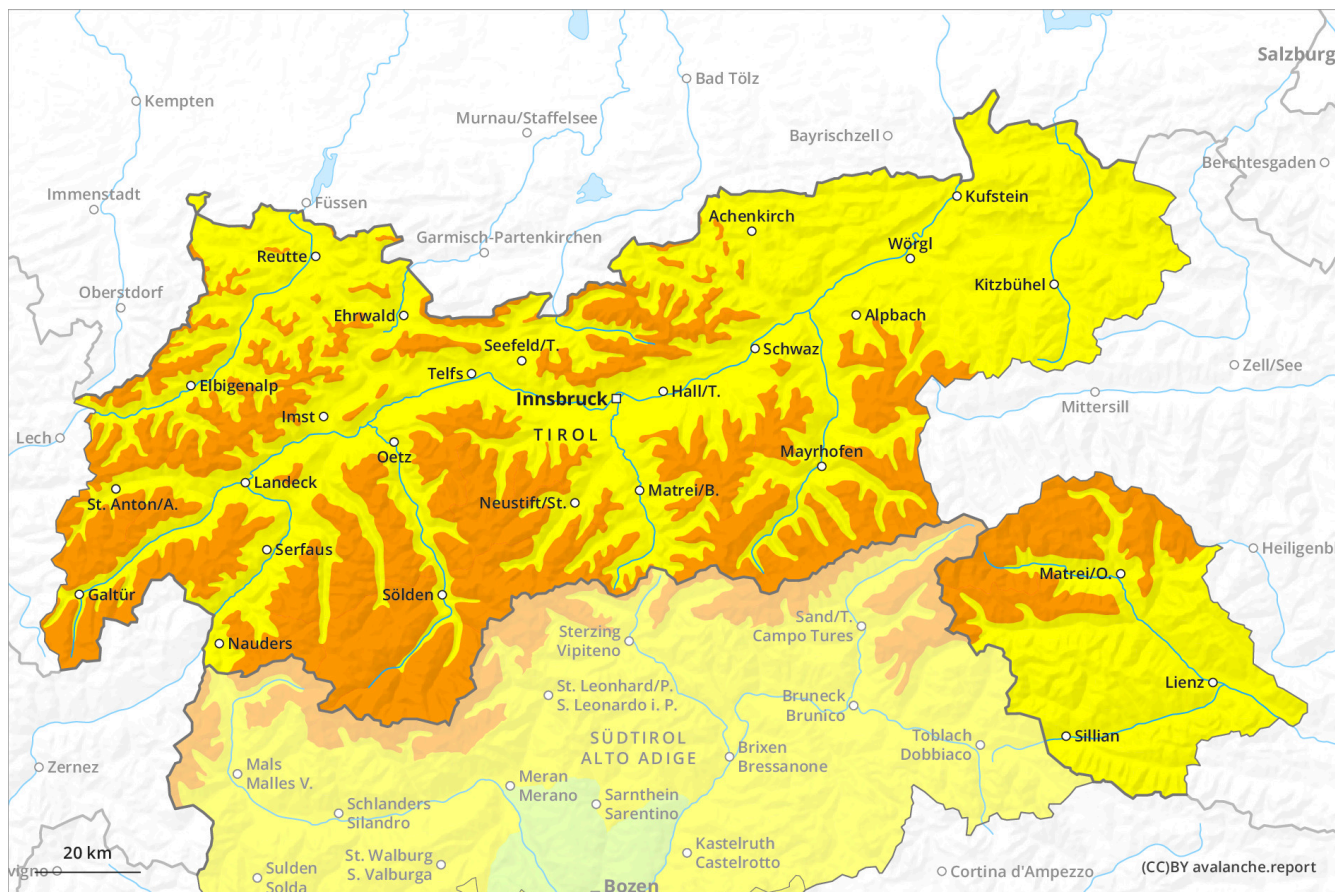 Salzburg
Bad Tölz
Kempten
Murnau/Staffelsee
Bayrischzell
Berchtesgaden
Immenstadt
Füssen
Kufstein
Achenkirch
Garmisch-Partenkirchen
Wörgl
Reutte
Oberstdorf
Kitzbühel
Ehrwald
Alpbach
Seefeld/T.
Schwaz
Zell/See
Telfs
Elbigenalp
Innsbruck
Hall/T.
Mittersill
Imst
Lech
TIROL
Oetz
Mayrhofen
Landeck
Matrei/B.
St. Anton/A.
Neustift/St.
Serfaus
Heiligenb
Matrei/O.
Galtür
Sölden
Sand/T.
Campo Tures
Sterzing
Vipiteno
Nauders
Lienz
St. Leonhard/P.
S. Leonardo i. P.
Bruneck
Brunico
Sillian
SÜDTIROL
ALTO ADIGE
Toblach
Dobbiaco
Brixen
Bressanone
Zernez
Mals
Malles V.
Meran
Merano
Sarnthein
Sarentino
Schlanders
Silandro
Kastelruth
Castelrotto
20 km
St. Walburg
S. Valburga
vigno
Sulden
Solda
Cortina d'Ampezzo
(CC)BY avalanche.report
Bozen